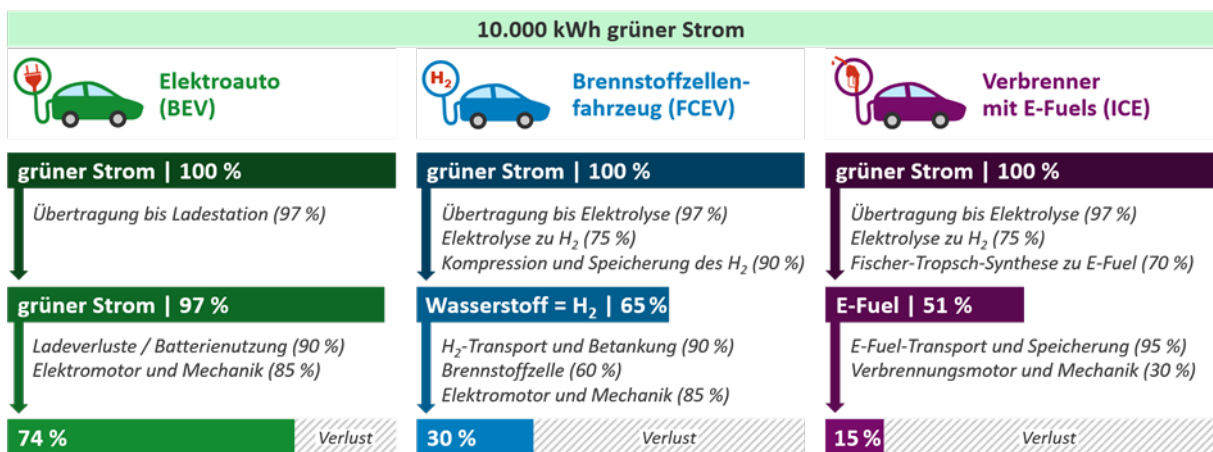 10.000 kWh grüner Strom
Elektroauto
(BEV)
grüner Strom | 100 %
Übertragung bis Ladestation (97 %)
grüner Strom | 97 %
Ladeverluste / Batterienutzung (90 %)
Elektromotor und Mechanik (85 %)
74 %
Verlust
H₂
Brennstoffzellen-
fahrzeug (FCEV)
grüner Strom | 100 %
Übertragung bis Elektrolyse (97 %)
Elektrolyse zu H₂ (75 %)
Kompression und Speicherung des H₂ (90 %)
Wasserstoff = H₂ | 65 %
H₂-Transport und Betankung (90 %)
Brennstoffzelle (60 %)
Elektromotor und Mechanik (85 %)
30 %
Verlust
Verbrenner
mit E-Fuels (ICE)
grüner Strom | 100 %
Übertragung bis Elektrolyse (97 %)
Elektrolyse zu H₂ (75 %)
Fischer-Tropsch-Synthese zu E-Fuel (70 %)
E-Fuel | 51 %
E-Fuel-Transport und Speicherung (95 %)
Verbrennungsmotor und Mechanik (30 %)
15 %
Verlust